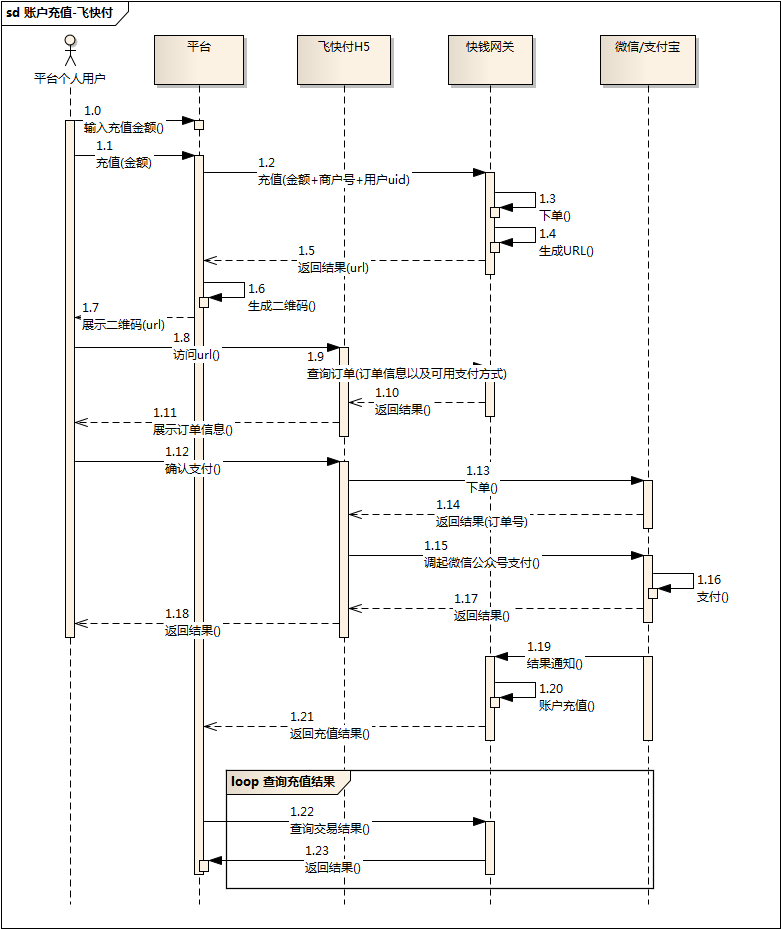 sd 账户充值-飞快付
平台个人用户
平台
飞快付H5
快钱网关
微信/支付宝
1.0
输入充值金额()
1.1
充值(金额)
1.2
充值(金额+商户号+用户uid)
1.3
下单()
1.4
生成URL()
1.5
返回结果(url)
1.6
生成二维码()
1.7
展示二维码(url)
1.8
访问url()
1.9
查询订单(订单信息以及可用支付方式)
1.10
返回结果()
1.11
展示订单信息()
1.12
确认支付()
1.13
下单()
1.14
返回结果(订单号)
1.15
调起微信公众号支付()
1.16
支付()
1.17
返回结果()
1.18
返回结果()
1.19
结果通知()
1.20
账户充值()
1.21
返回充值结果()
loop 查询充值结果
1.22
查询交易结果()
1.23
返回结果()